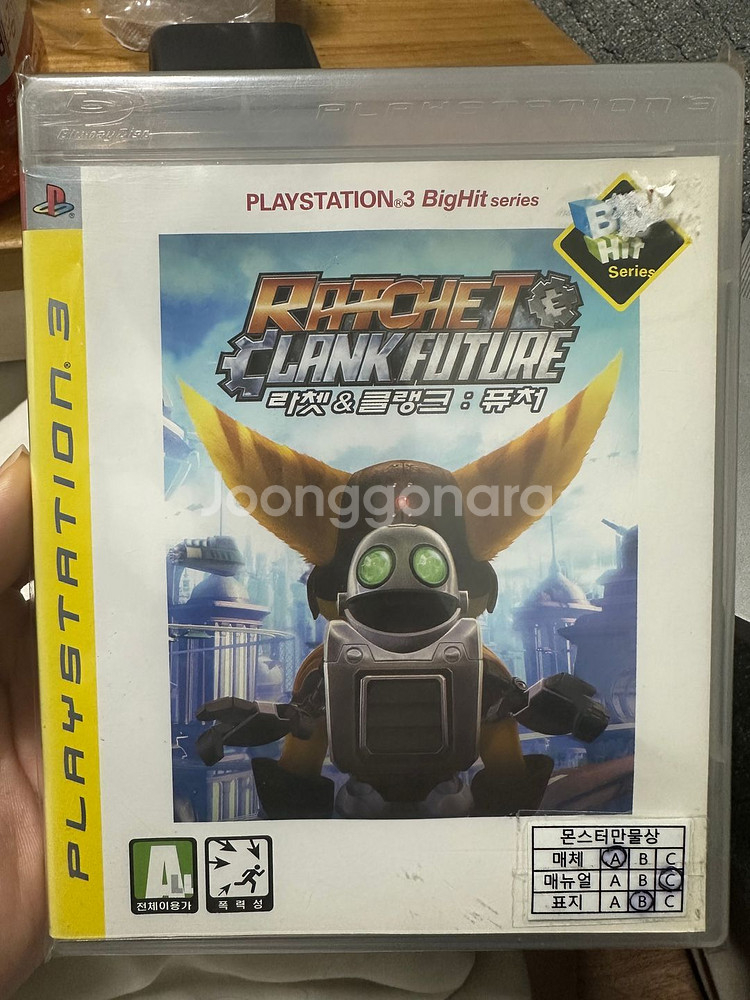 Blu-ray Disc
PLAYSTATION 3
PLAYSTATION®3 BigHit series
Big
Hit
Series
PLAYSTATION®3
RATCHET &
CLANK FUTURE
라쳇 & 클랭크 : 퓨처
Joonggonara
ALL
전체이용가
폭력성
몬스터만물상
매체 A B C
매뉴얼 A B C
표지 A B C